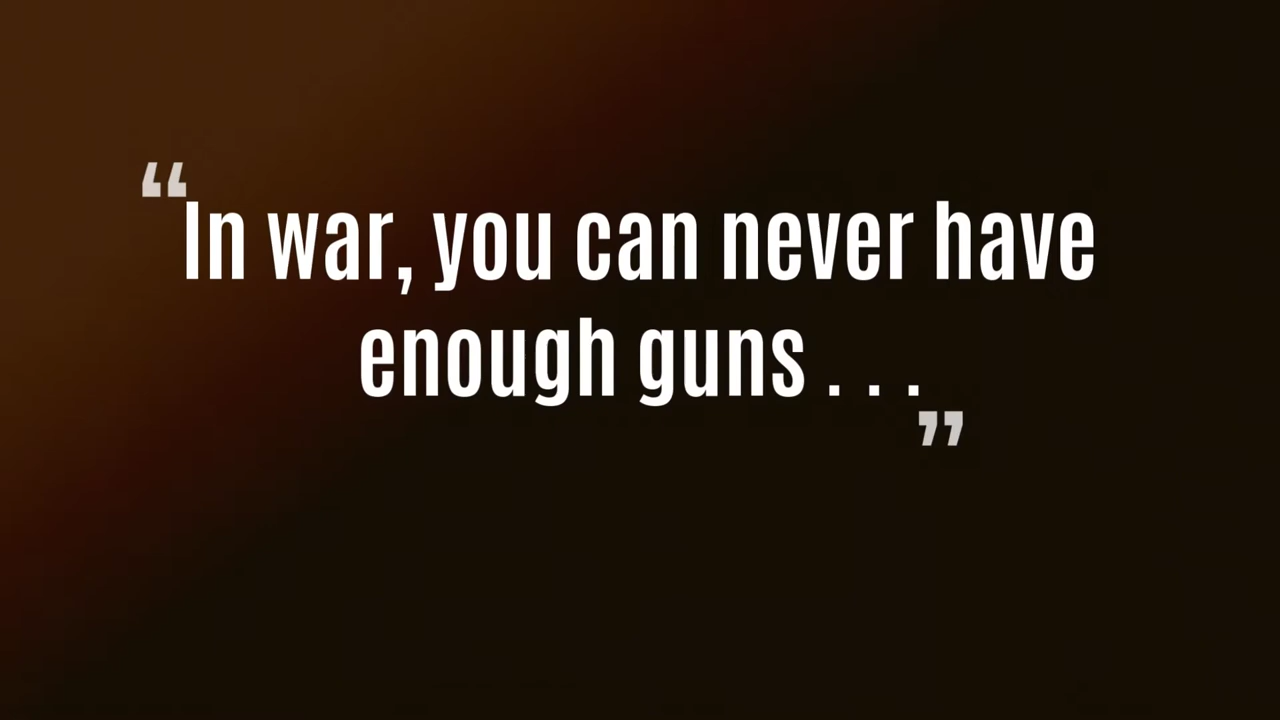 “In war, you can never have
enough guns . . .”